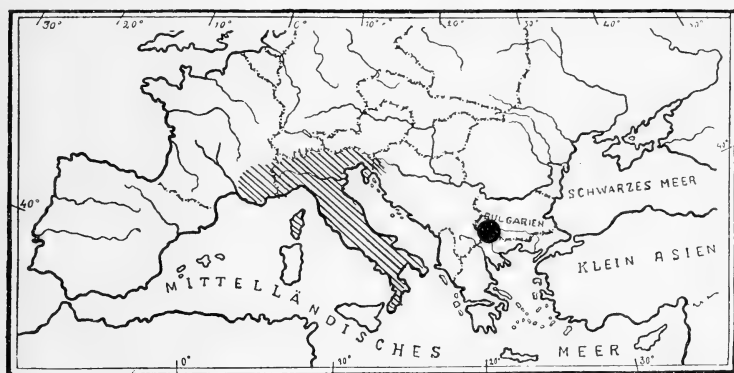 30° 20° 10° 0° 10° 20° 30° 40°
40°
SCHWARZES MEER
BULGARIEN
KLEIN ASIEN
MITTELLÄNDISCHES MEER
0° 10° 20° 30°